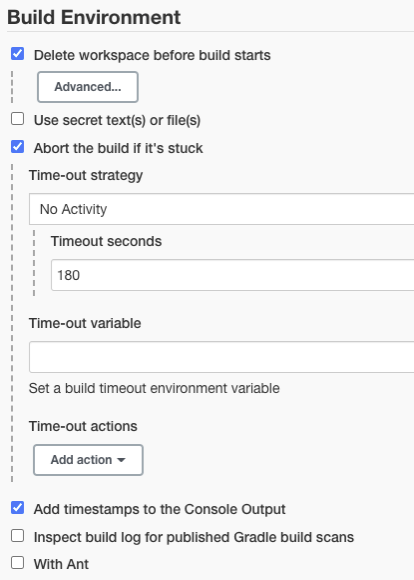 Build Environment
Delete workspace before build starts
Advanced...
Use secret text(s) or file(s)
Abort the build if it's stuck
Time-out strategy
No Activity
Timeout seconds
180
Time-out variable
Set a build timeout environment variable
Time-out actions
Add action
Add timestamps to the Console Output
Inspect build log for published Gradle build scans
With Ant